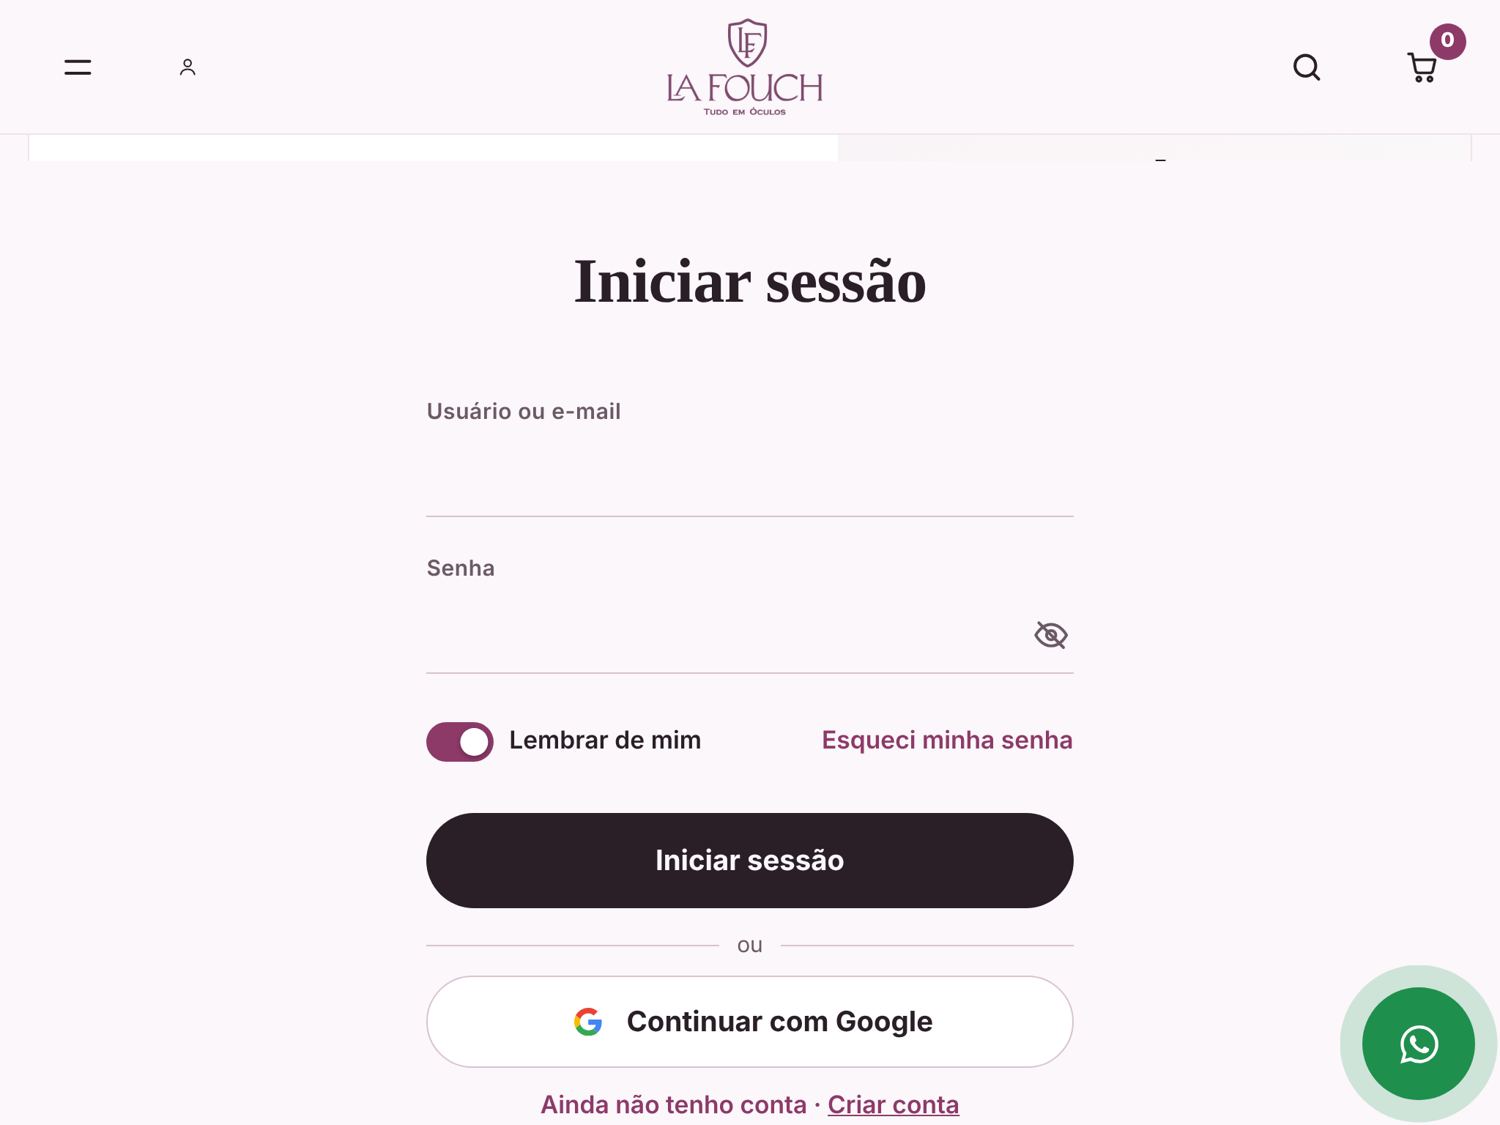 LF
LA FOUCH
TUDO EM ÓCULOS
0
Iniciar sessão
Usuário ou e-mail
Senha
Lembrar de mim
Esqueci minha senha
Iniciar sessão
ou
Continuar com Google
Ainda não tenho conta · Criar conta